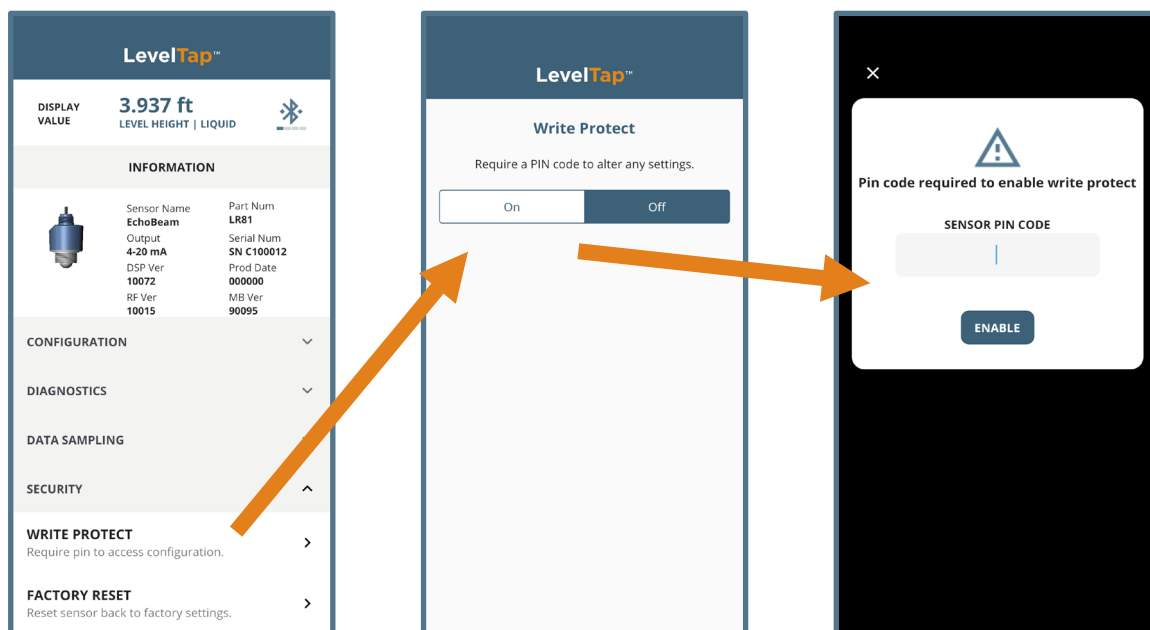 LevelTap™
DISPLAY VALUE
3.937 ft
LEVEL HEIGHT | LIQUID
INFORMATION
Sensor Name
EchoBeam
Part Num
LR81
Output
4-20 mA
Serial Num
SN C100012
DSP Ver
10072
Prod Date
000000
RF Ver
10015
MB Ver
90095
CONFIGURATION
DIAGNOSTICS
DATA SAMPLING
SECURITY
WRITE PROTECT
Require pin to access configuration.
FACTORY RESET
Reset sensor back to factory settings.
LevelTap™
Write Protect
Require a PIN code to alter any settings.
On
Off
Pin code required to enable write protect
SENSOR PIN CODE
ENABLE